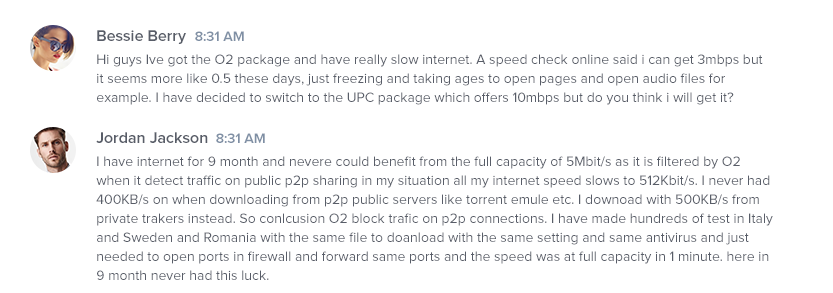 Bessie Berry 8:31 AM
Hi guys Ive got the O2 package and have really slow internet. A speed check online said i can get 3mbps but
it seems more like 0.5 these days, just freezing and taking ages to open pages and open audio files for
example. I have decided to switch to the UPC package which offers 10mbps but do you think i will get it?
Jordan Jackson 8:31 AM
I have internet for 9 month and nevere could benefit from the full capacity of 5Mbit/s as it is filtered by O2
when it detect traffic on public p2p sharing in my situation all my internet speed slows to 512Kbit/s. I never had
400KB/s on when downloading from p2p public servers like torrent emule etc. I downoad with 500KB/s from
private trakers instead. So conlcusion O2 block trafic on p2p connections. I have made hundreds of test in Italy
and Sweden and Romania with the same file to doanload with the same setting and same antivirus and just
needed to open ports in firewall and forward same ports and the speed was at full capacity in 1 minute. here in
9 month never had this luck.